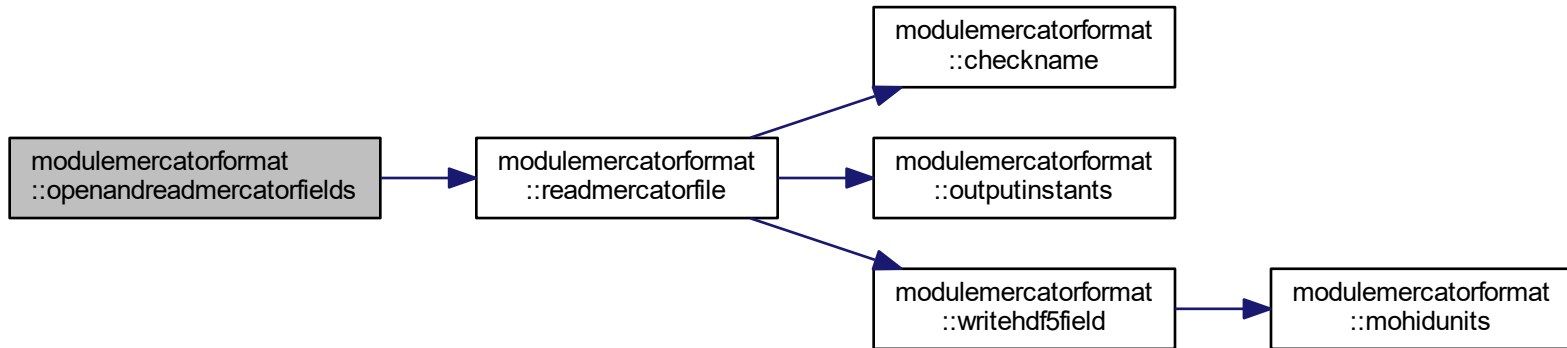 modulemercatorformat
::openandreadmercatorfields
modulemercatorformat
::readmercatorfile
modulemercatorformat
::checkname
modulemercatorformat
::outputinstants
modulemercatorformat
::writehdf5field
modulemercatorformat
::mohidunits